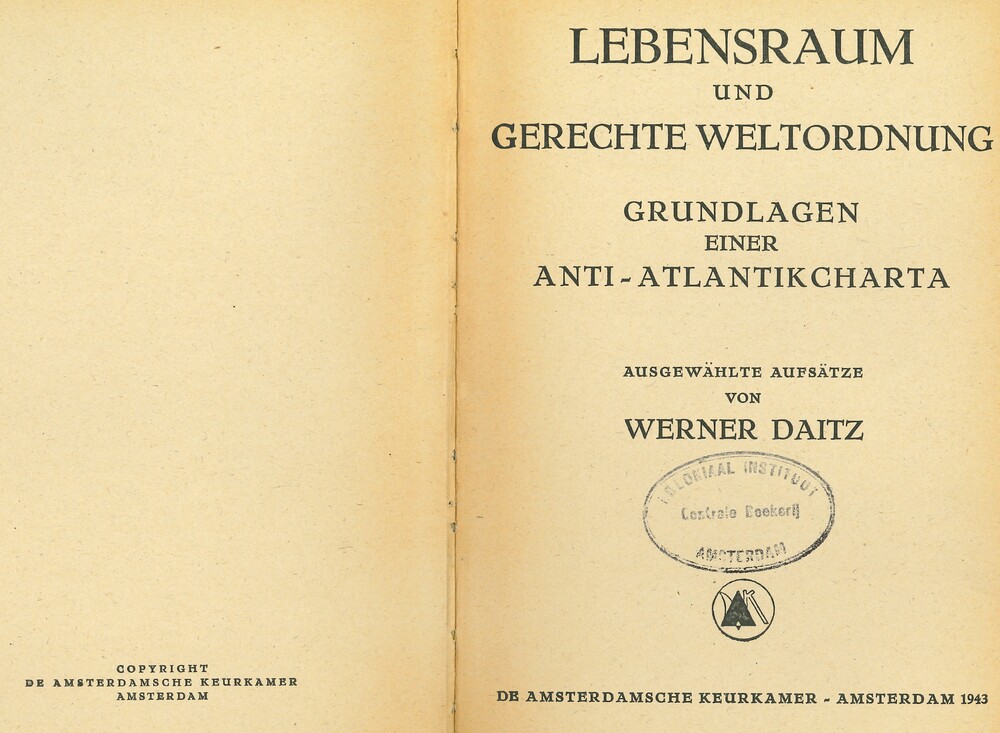 COPYRIGHT
DE AMSTERDAMSCHE KEURKAMER
AMSTERDAM
LEBENSRAUM
UND
GERECHTE WELTORDNUNG
GRUNDLAGEN
EINER
ANTI-ATLANTIKCHARTA
AUSGEWÄHLTE AUFSÄTZE
VON
WERNER DAITZ
KOLONIAAL INSTITUUT
Centrale Boekerij
AMSTERDAM
AK
DE AMSTERDAMSCHE KEURKAMER - AMSTERDAM 1943